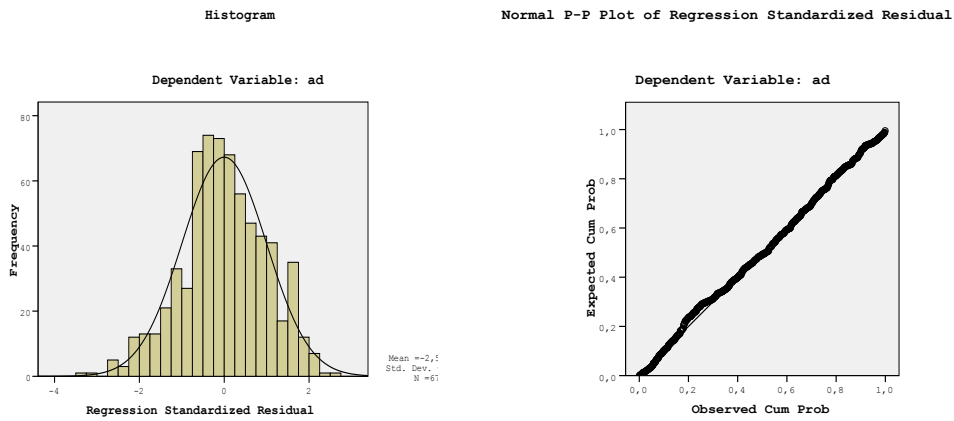 Histogram
Dependent Variable: ad
Frequency
80
60
40
20
0
-4
-2
0
2
Regression Standardized Residual
Mean =-2,5
Std. Dev.
N =67
Normal P-P Plot of Regression Standardized Residual
Dependent Variable: ad
Expected Cum Prob
1,0
0,8
0,6
0,4
0,2
0,0
0,0
0,2
0,4
0,6
0,8
1,0
Observed Cum Prob